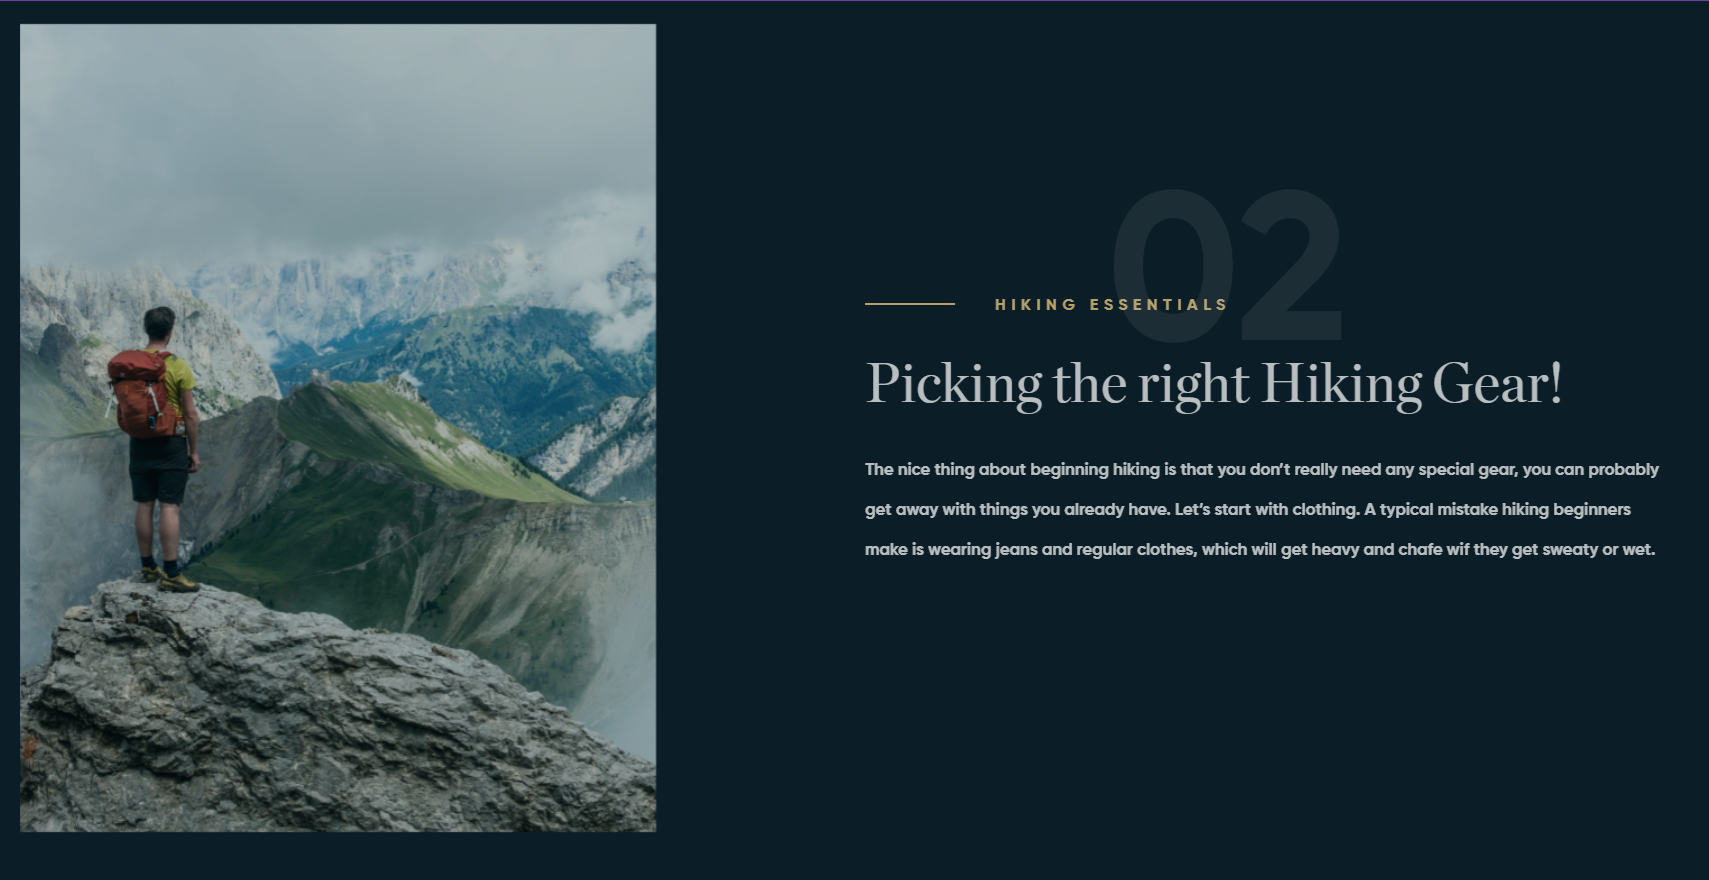 02
HIKING ESSENTIALS
Picking the right Hiking Gear!
The nice thing about beginning hiking is that you don’t really need any special gear, you can probably
get away with things you already have. Let’s start with clothing. A typical mistake hiking beginners
make is wearing jeans and regular clothes, which will get heavy and chafe wif they get sweaty or wet.